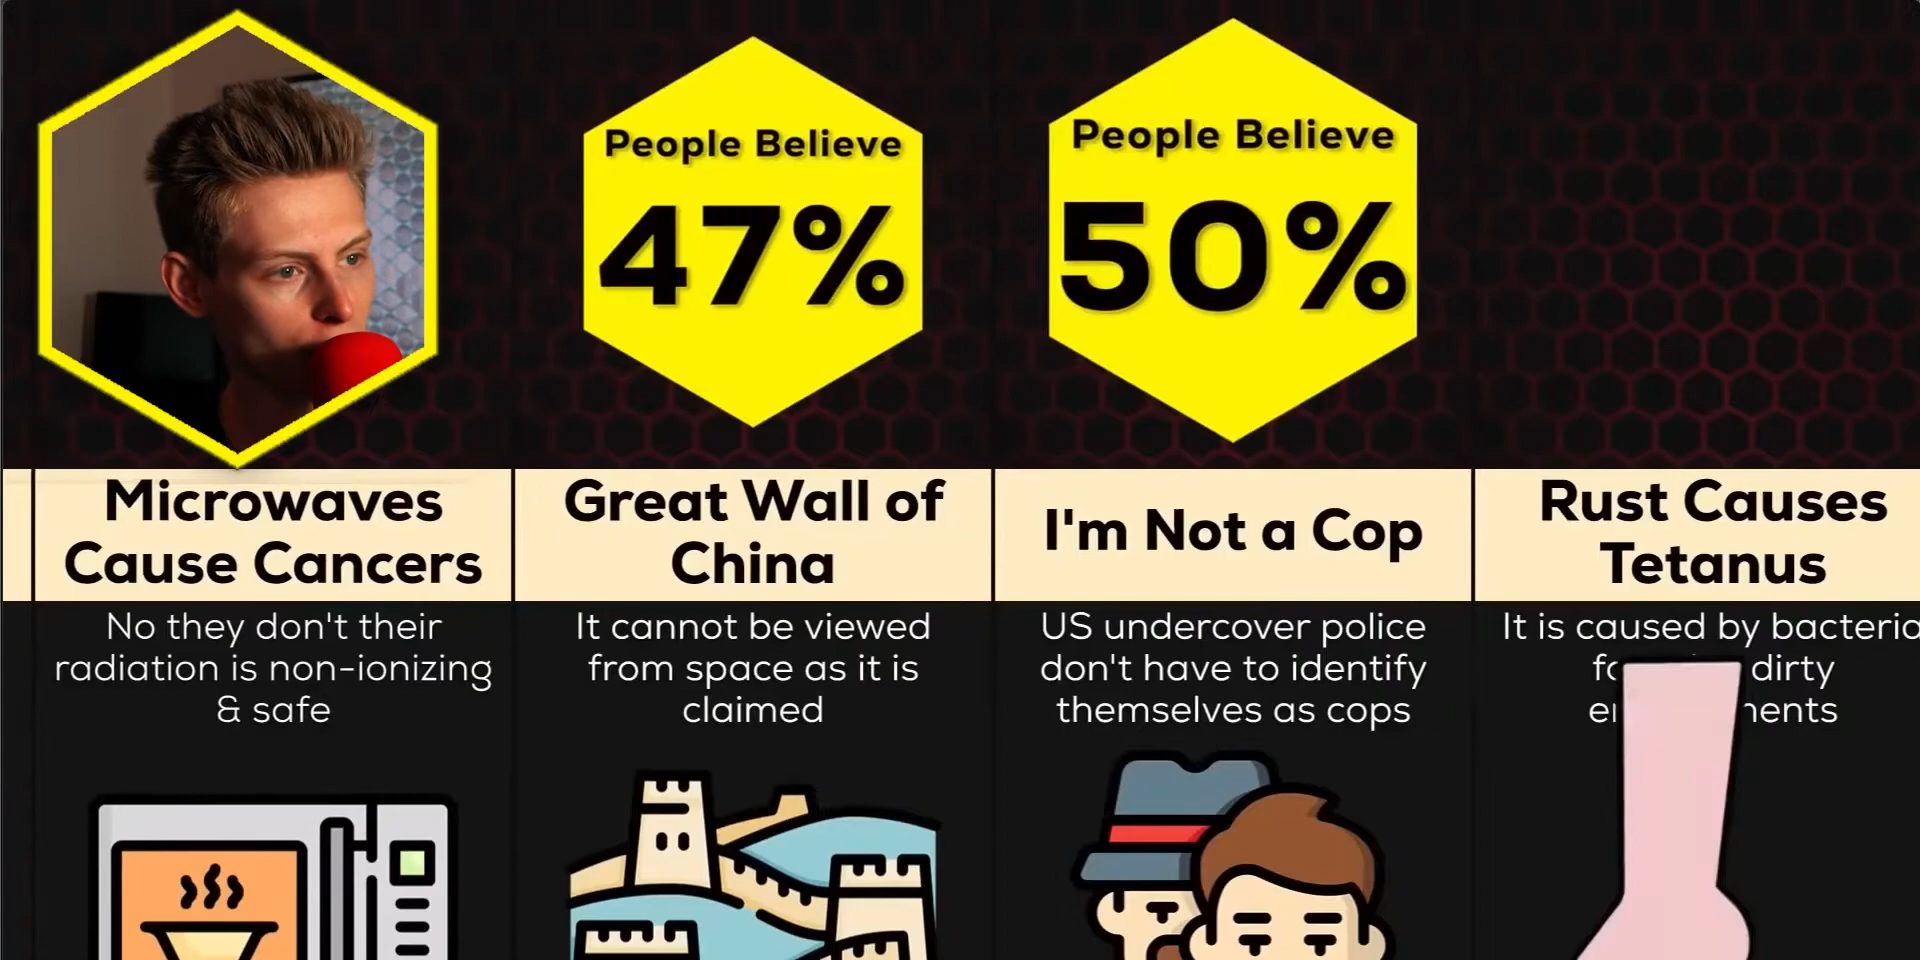 People Believe
47%
People Believe
50%
Microwaves
Cause Cancers
No they don't their
radiation is non-ionizing
& safe
Great Wall of
China
It cannot be viewed
from space as it is
claimed
I'm Not a Cop
US undercover police
don't have to identify
themselves as cops
Rust Causes
Tetanus
It is caused by bacteria
dirty